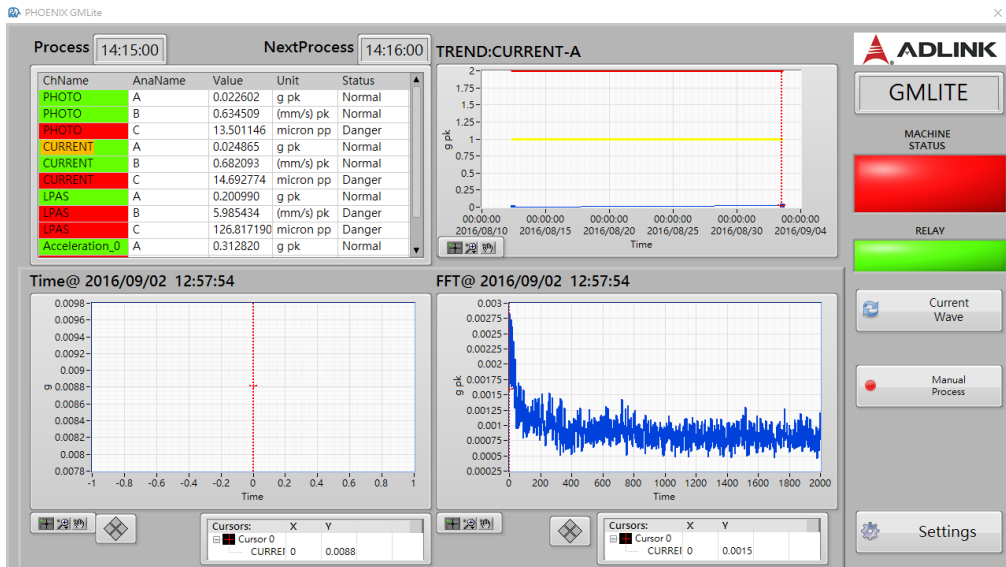 PHOENIX GMLite
Process 14:15:00 NextProcess 14:16:00
ChName AnaName Value Unit Status
PHOTO A 0.022602 g pk Normal
PHOTO B 0.634509 (mm/s) pk Normal
PHOTO C 13.501146 micron pp Danger
CURRENT A 0.024865 g pk Normal
CURRENT B 0.682093 (mm/s) pk Normal
CURRENT C 14.692774 micron pp Danger
LPAS A 0.200990 g pk Normal
LPAS B 5.985434 (mm/s) pk Danger
LPAS C 126.817190 micron pp Danger
Acceleration_0 A 0.312820 g pk Normal
TREND:CURRENT-A
g pk
2
1.75
1.5
1.25
1
0.75
0.5
0.25
0
00:00:00 00:00:00 00:00:00 00:00:00 00:00:00 00:00:00
2016/08/10 2016/08/15 2016/08/20 2016/08/25 2016/08/30 2016/09/04
Time
ADLINK
GMLITE
MACHINE
STATUS
RELAY
Current
Wave
Manual
Process
Settings
Time@ 2016/09/02 12:57:54
g
0.0098
0.0096
0.0094
0.0092
0.009
0.0088
0.0086
0.0084
0.0082
0.008
0.0078
-1 -0.8 -0.6 -0.4 -0.2 0 0.2 0.4 0.6 0.8 1
Time
Cursors: X Y
Cursor 0
CURREI 0 0.0088
FFT@ 2016/09/02 12:57:54
g pk
0.003
0.00275
0.0025
0.00225
0.002
0.00175
0.0015
0.00125
0.001
0.00075
0.0005
0.00025
0 200 400 600 800 1000 1200 1400 1600 1800 2000
Time
Cursors: X Y
Cursor 0
CURREI 0 0.0015